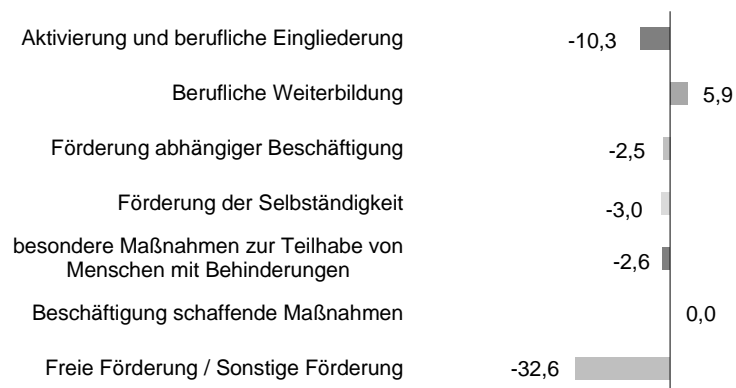 Aktivierung und berufliche Eingliederung -10,3
Berufliche Weiterbildung 5,9
Förderung abhängiger Beschäftigung -2,5
Förderung der Selbständigkeit -3,0
besondere Maßnahmen zur Teilhabe von
Menschen mit Behinderungen -2,6
Beschäftigung schaffende Maßnahmen 0,0
Freie Förderung / Sonstige Förderung -32,6